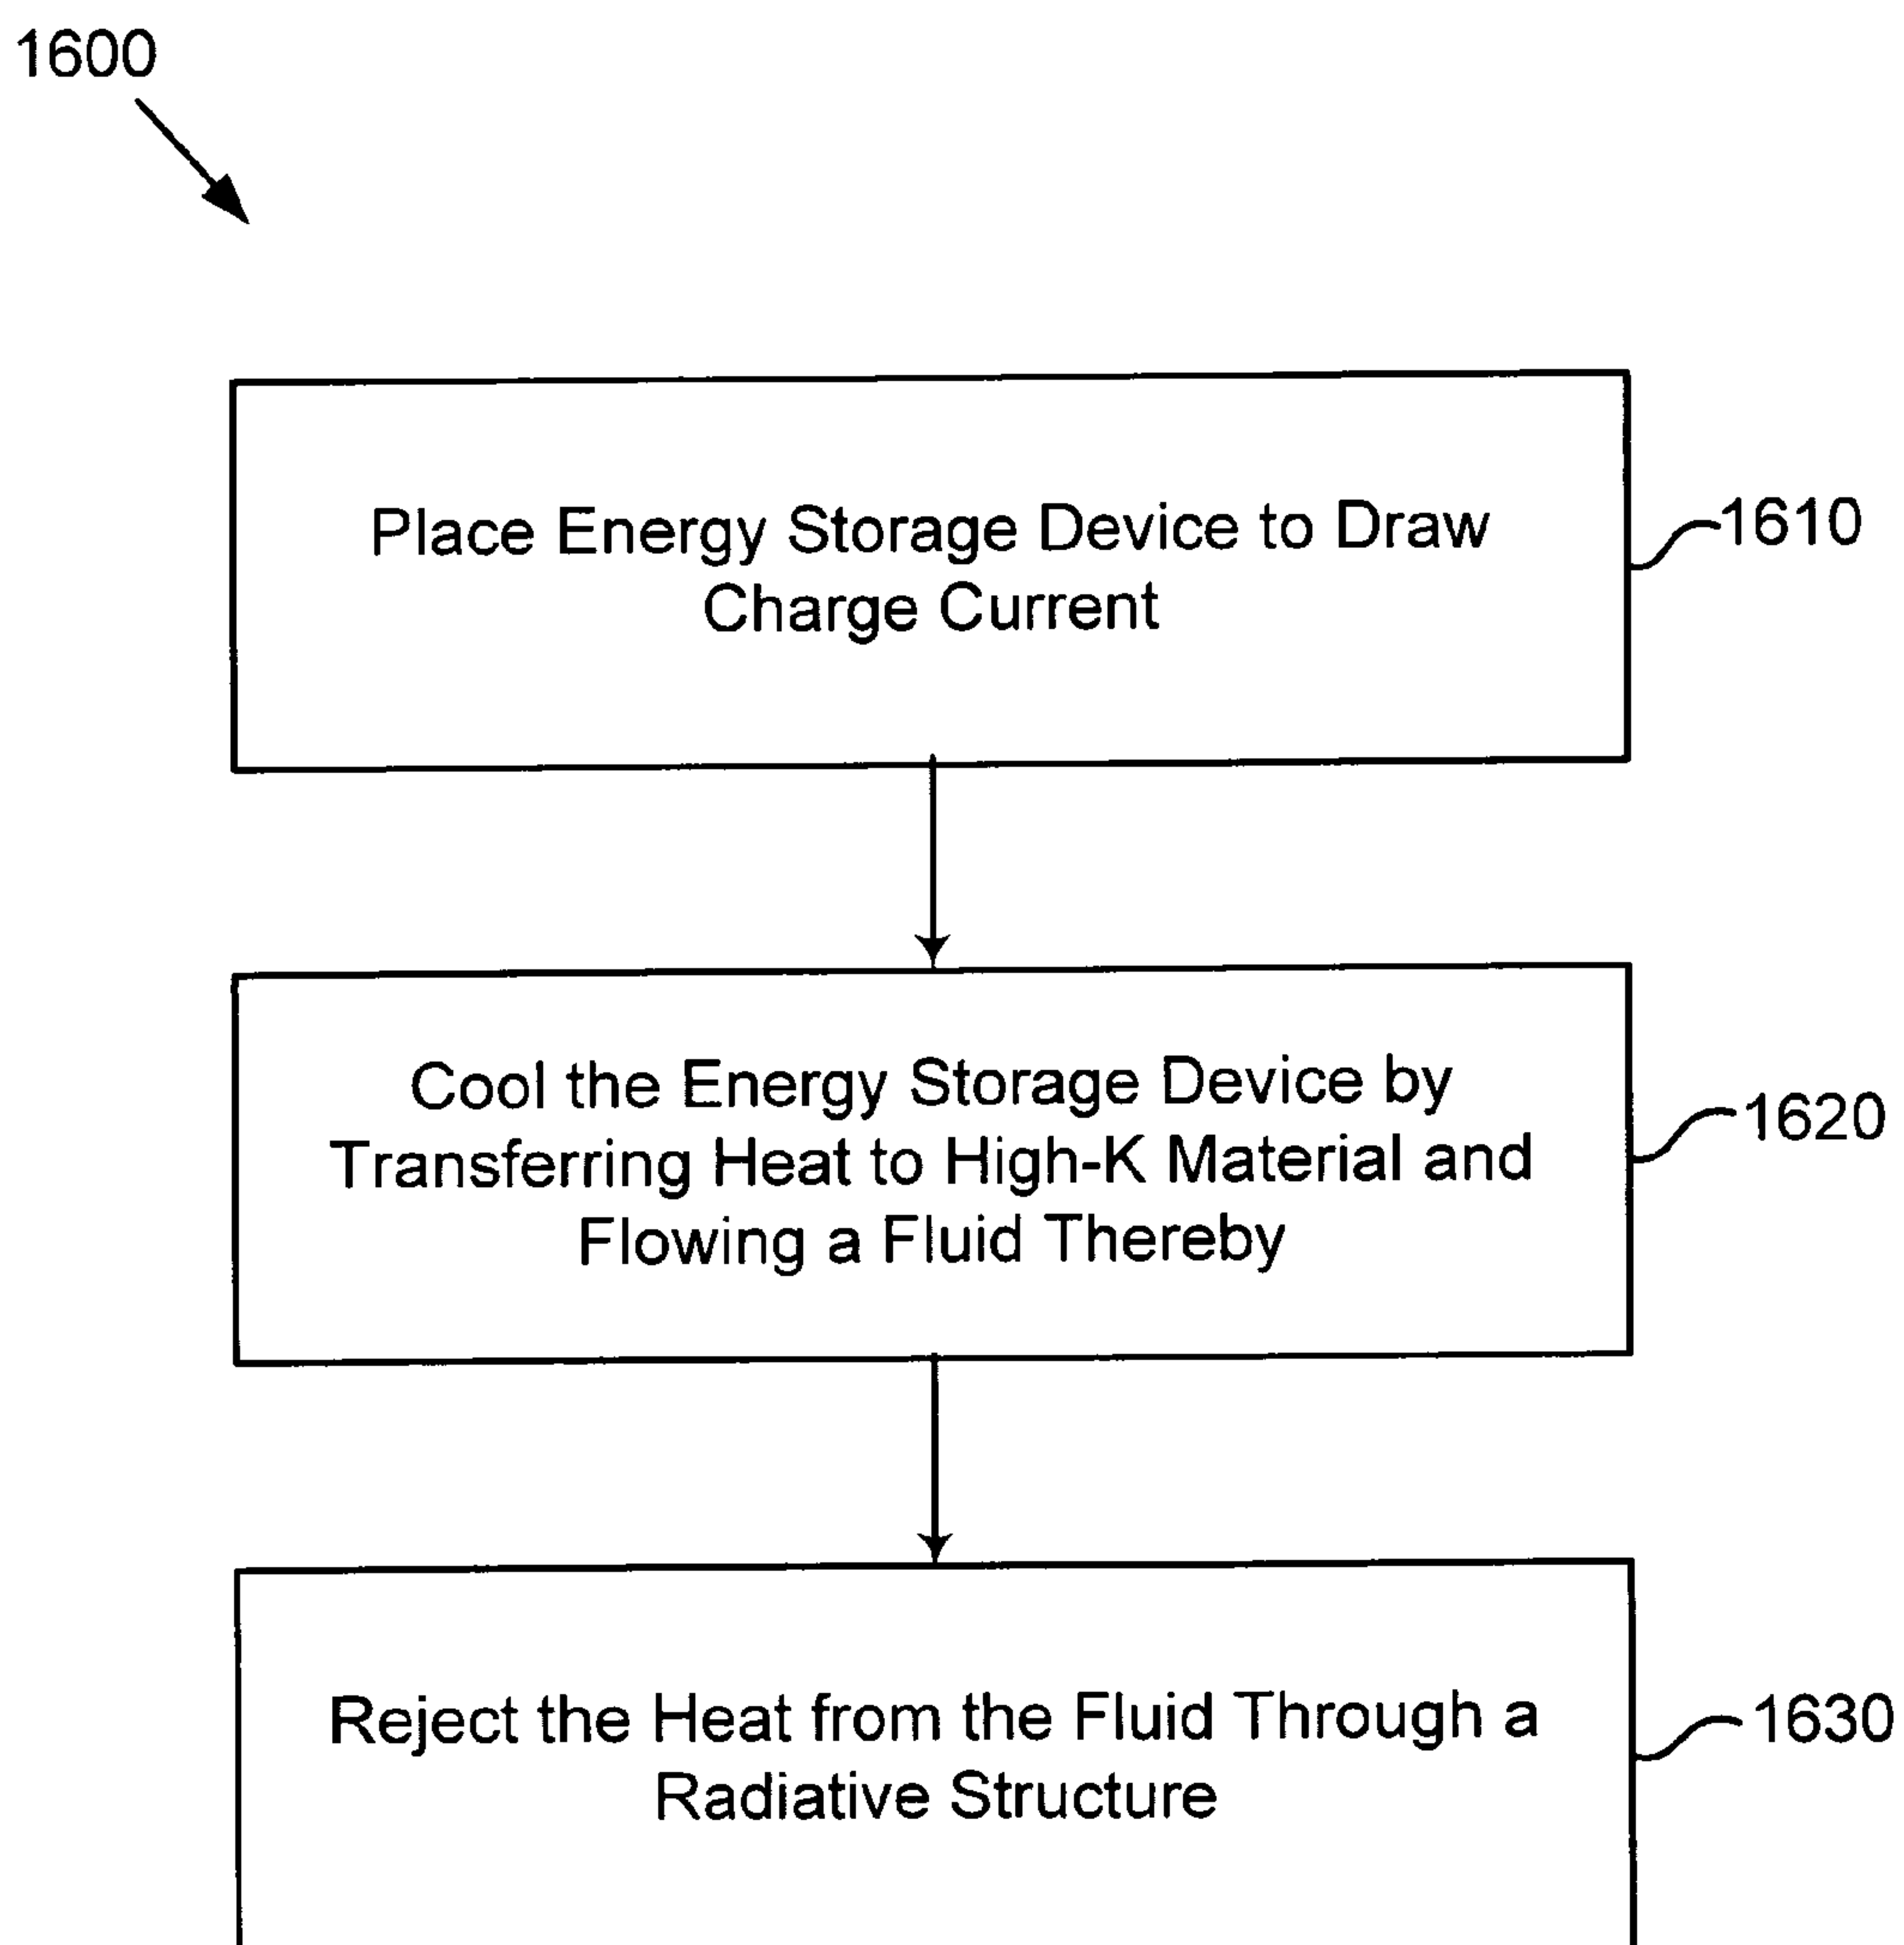 1600
Place Energy Storage Device to Draw
Charge Current
1610
Cool the Energy Storage Device by
Transferring Heat to High-K Material and
Flowing a Fluid Thereby
1620
Reject the Heat from the Fluid Through a
Radiative Structure
1630